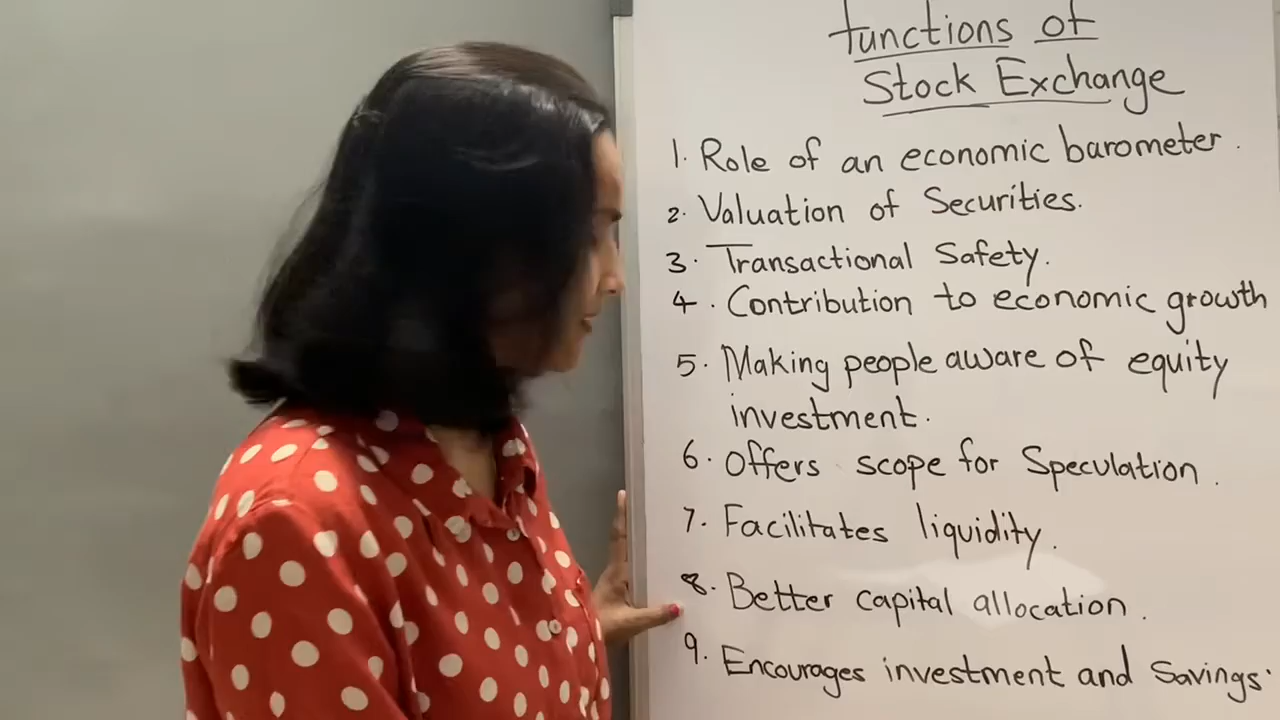 functions of
Stock Exchange
1. Role of an economic barometer.
2. Valuation of Securities.
3. Transactional Safety.
4. Contribution to economic growth
5. Making people aware of equity
investment.
6. Offers scope for Speculation.
7. Facilitates liquidity.
8. Better capital allocation.
9. Encourages investment and Savings.